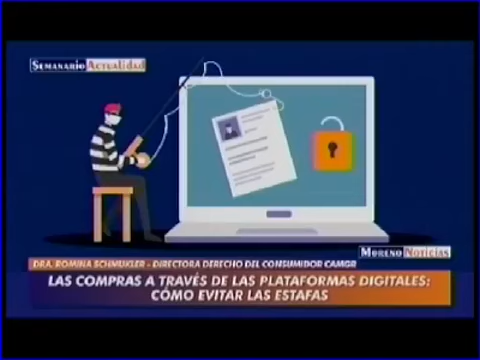 SEMANARIO Actualidad
MORENO Noticias
DRA. ROMINA SCHMUKLER - DIRECTORA DERECHO DEL CONSUMIDOR CAMGR
LAS COMPRAS A TRAVÉS DE LAS PLATAFORMAS DIGITALES:
CÓMO EVITAR LAS ESTAFAS